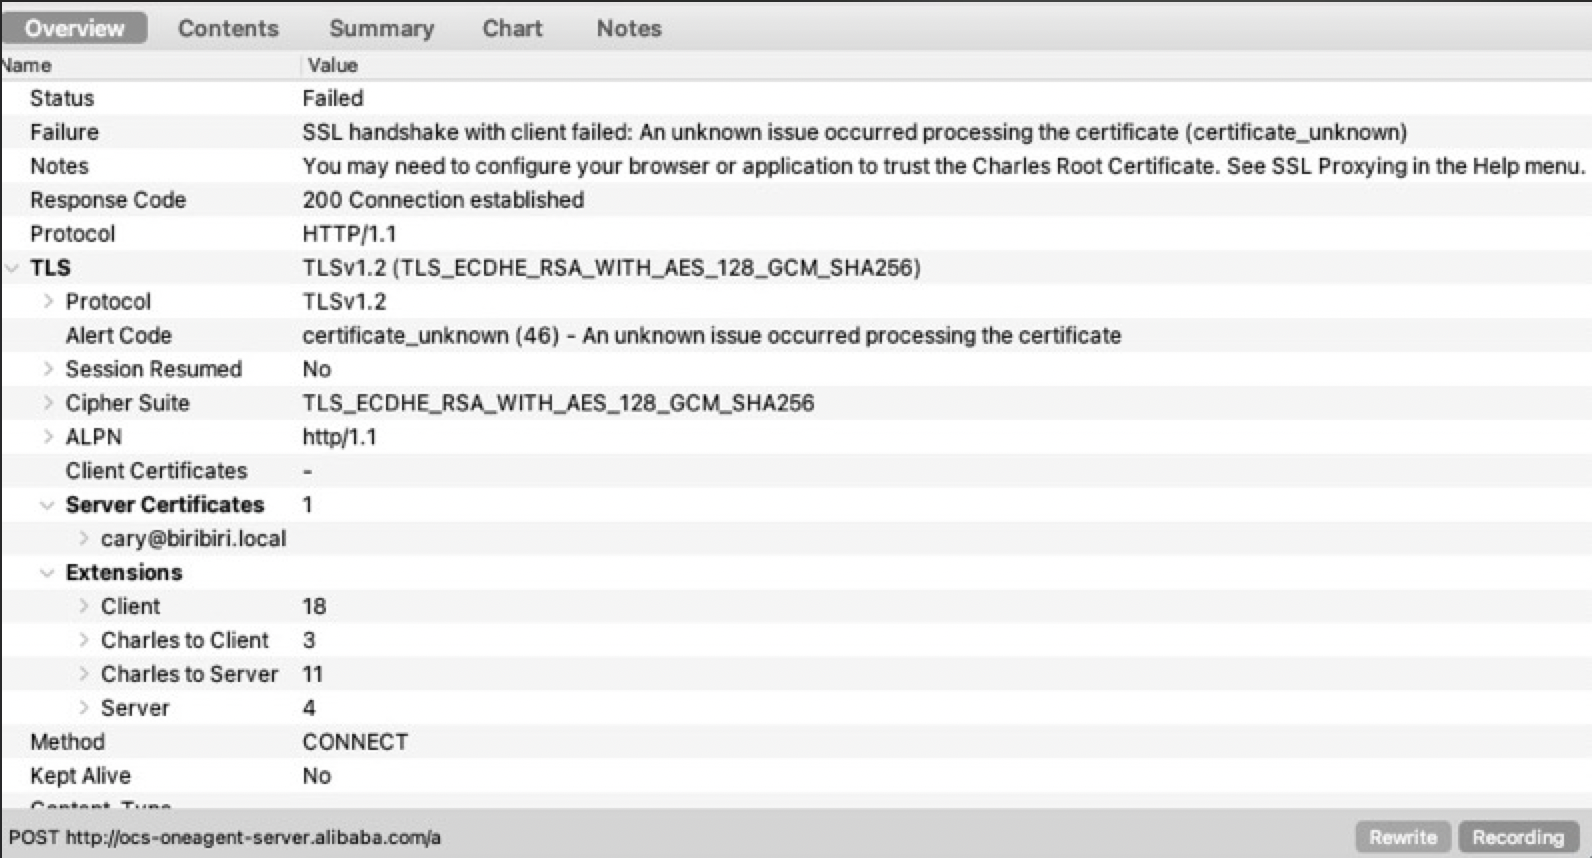 Overview Contents Summary Chart Notes
Name Value
Status Failed
Failure SSL handshake with client failed: An unknown issue occurred processing the certificate (certificate_unknown)
Notes You may need to configure your browser or application to trust the Charles Root Certificate. See SSL Proxying in the Help menu.
Response Code 200 Connection established
Protocol HTTP/1.1
TLS TLSv1.2 (TLS_ECDHE_RSA_WITH_AES_128_GCM_SHA256)
Protocol TLSv1.2
Alert Code certificate_unknown (46) - An unknown issue occurred processing the certificate
Session Resumed No
Cipher Suite TLS_ECDHE_RSA_WITH_AES_128_GCM_SHA256
ALPN http/1.1
Client Certificates -
Server Certificates 1
cary@biribiri.local
Extensions
Client 18
Charles to Client 3
Charles to Server 11
Server 4
Method CONNECT
Kept Alive No
Content-Type
POST http://ocs-oneagent-server.alibaba.com/a Rewrite Recording